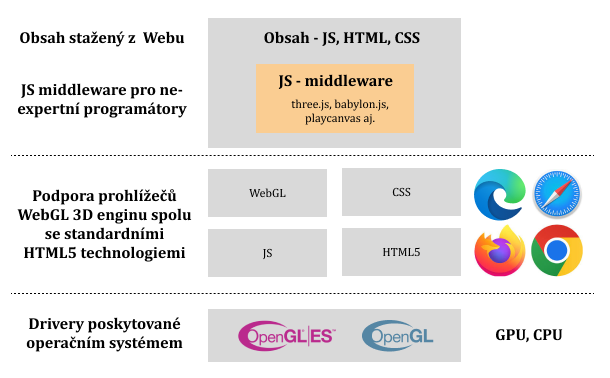 Obsah stažený z Webu
Obsah - JS, HTML, CSS
JS middleware pro ne-
expertní programátory
JS - middleware
three.js, babylon.js,
playcanvas aj.
Podpora prohlížečů
WebGL 3D enginu spolu
se standardními
HTML5 technologiemi
WebGL
CSS
JS
HTML5
Drivery poskytované
operačním systémem
OpenGL|ES™
OpenGL
GPU, CPU